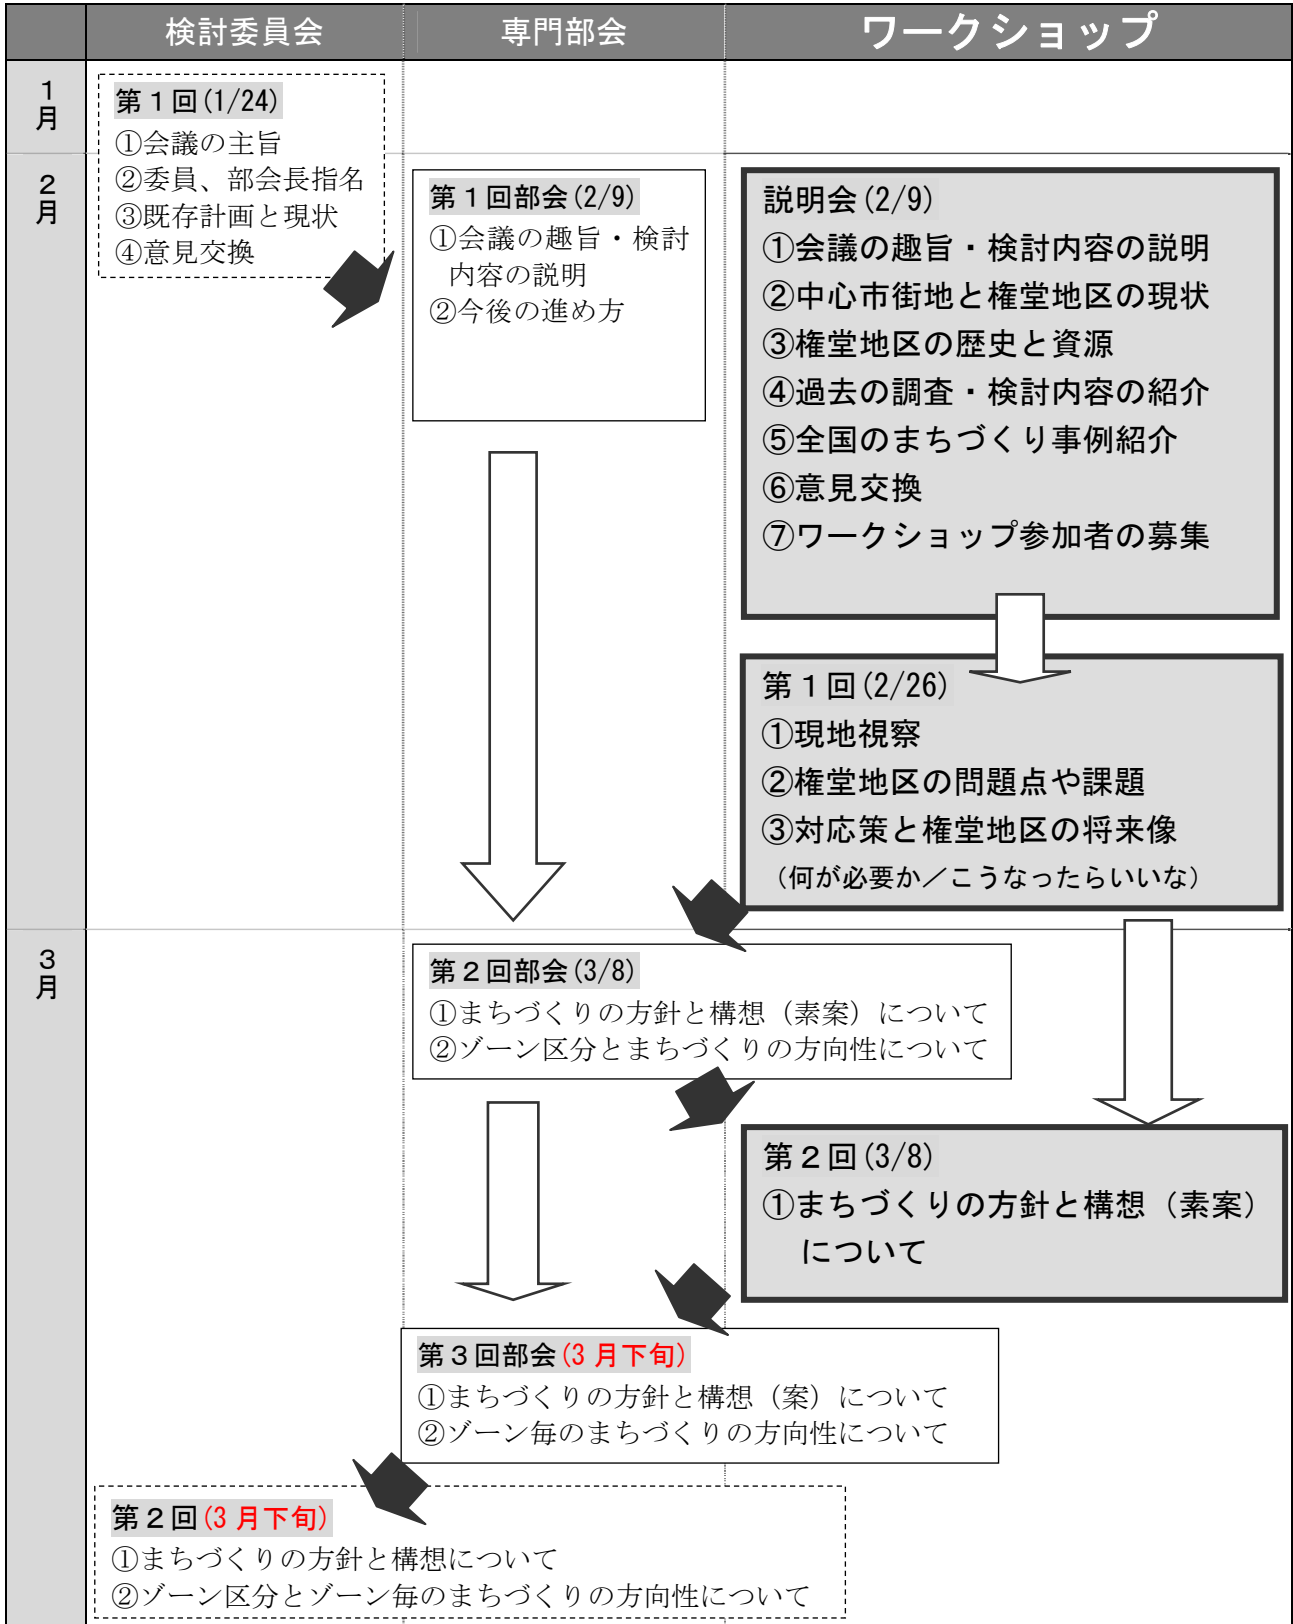 検討委員会
専門部会
ワークショップ
1月
第1回(1/24)
①会議の主旨
②委員、部会長指名
③既存計画と現状
④意見交換
2月
第1回部会(2/9)
①会議の趣旨・検討
内容の説明
②今後の進め方
説明会(2/9)
①会議の趣旨・検討内容の説明
②中心市街地と権堂地区の現状
③権堂地区の歴史と資源
④過去の調査・検討内容の紹介
⑤全国のまちづくり事例紹介
⑥意見交換
⑦ワークショップ参加者の募集
第1回(2/26)
①現地視察
②権堂地区の問題点や課題
③対応策と権堂地区の将来像
（何が必要か／こうなったらいいな）
3月
第2回部会(3/8)
①まちづくりの方針と構想（素案）について
②ゾーン区分とまちづくりの方向性について
第2回(3/8)
①まちづくりの方針と構想（素案）
について
第3回部会(3月下旬)
①まちづくりの方針と構想（案）について
②ゾーン毎のまちづくりの方向性について
第2回(3月下旬)
①まちづくりの方針と構想について
②ゾーン区分とゾーン毎のまちづくりの方向性について